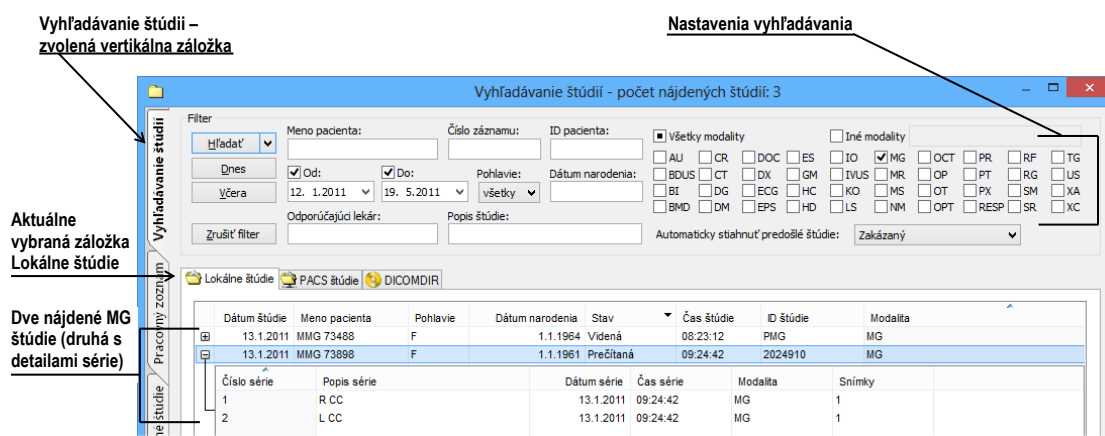 Vyhľadávanie štúdii –
zvolená vertikálna záložka
Nastavenia vyhľadávania
Vyhľadávanie štúdií - počet nájdených štúdií: 3
Vyhľadávanie štúdií
Pracovný zoznam
Filter
Hľadať
Dnes
Včera
Zrušiť filter
Meno pacienta:
Číslo záznamu:
ID pacienta:
Od:
Do:
Pohlavie:
Dátum narodenia:
12. 1.2011
19. 5.2011
všetky
Odporúčajúci lekár:
Popis štúdie:
Všetky modality
Iné modality
AU CR DOC ES IO MG OCT PR RF TG
BDUS CT DX GM IVUS MR OP PT RG US
BI DG ECG HC KO MS OT PX SM XA
BMD DM EPS HD LS NM OPT RESP SR XC
Automaticky stiahnuť predošlé štúdie: Zakázaný
Aktuálne
vybraná záložka
Lokálne štúdie
Lokálne štúdie PACS štúdie DICOMDIR
Dve nájdené MG
štúdie (druhá s
detailami série)
Dátum štúdie Meno pacienta Pohlavie Dátum narodenia Stav Čas štúdie ID štúdie Modalita
13.1.2011 MMG 73488 F 1.1.1964 Videná 08:23:12 PMG MG
13.1.2011 MMG 73898 F 1.1.1961 Prečítaná 09:24:42 2024910 MG
Číslo série Popis série Dátum série Čas série Modalita Snímky
1 R CC 13.1.2011 09:24:42 MG 1
2 L CC 13.1.2011 09:24:42 MG 1